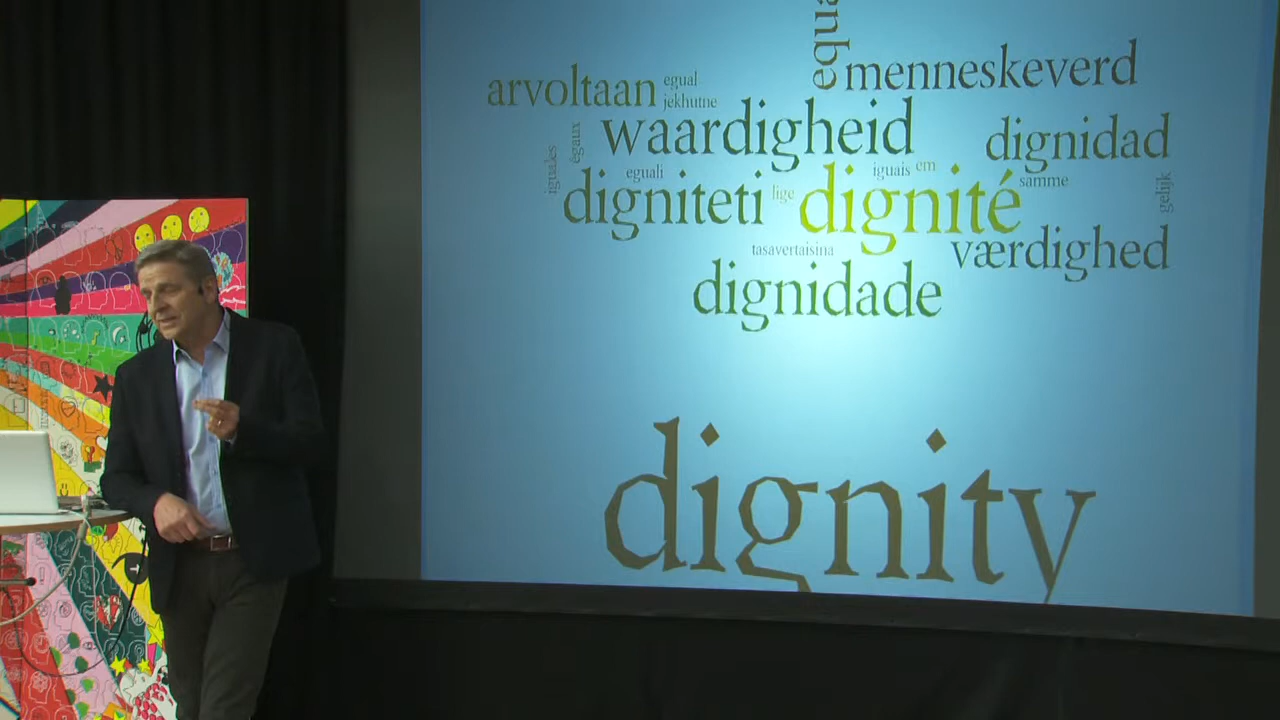 equa
menneskeverd
arvoltaan
egual
jekhutne
waardigheid
dignidad
égaux
iguales
eguali
iguais
em
samme
gelijk
digniteti
lige
dignité
tasavertaisina
værdighed
dignidade
dignity